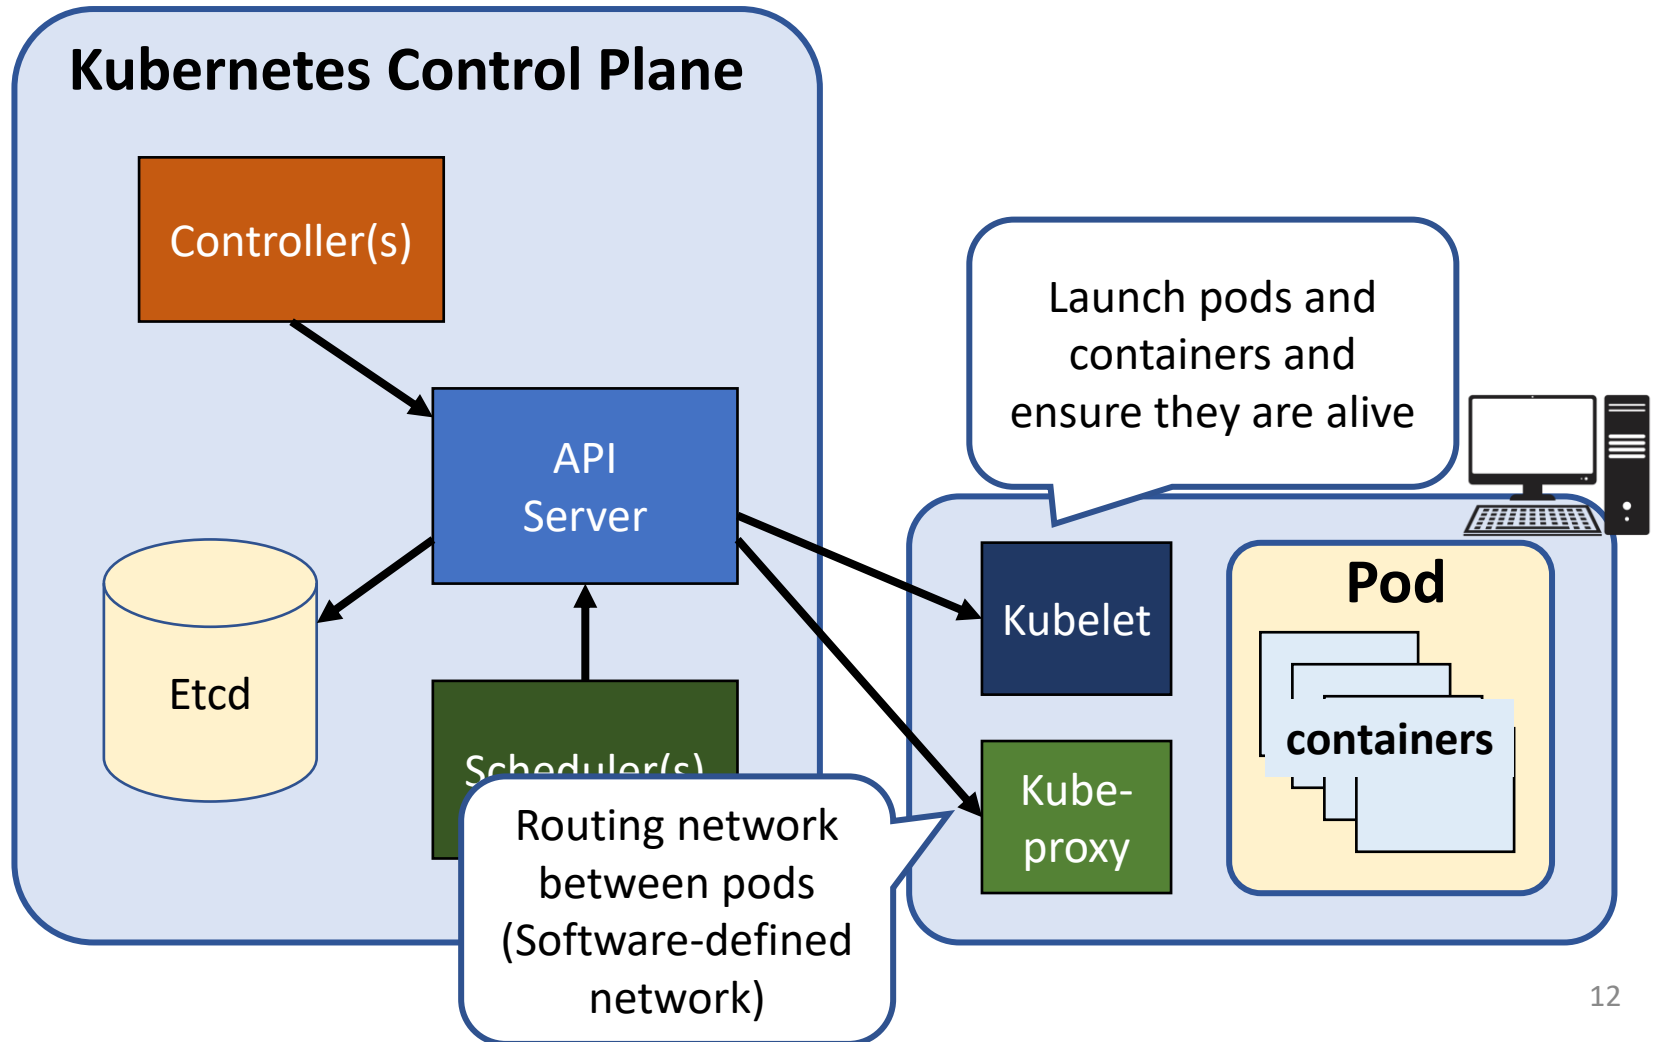 Kubernetes Control Plane
Controller(s)
API
Server
Etcd
Scheduler(s)
Launch pods and
containers and
ensure they are alive
Kubelet
Kube-
proxy
Pod
containers
Routing network
between pods
(Software-defined
network)
12